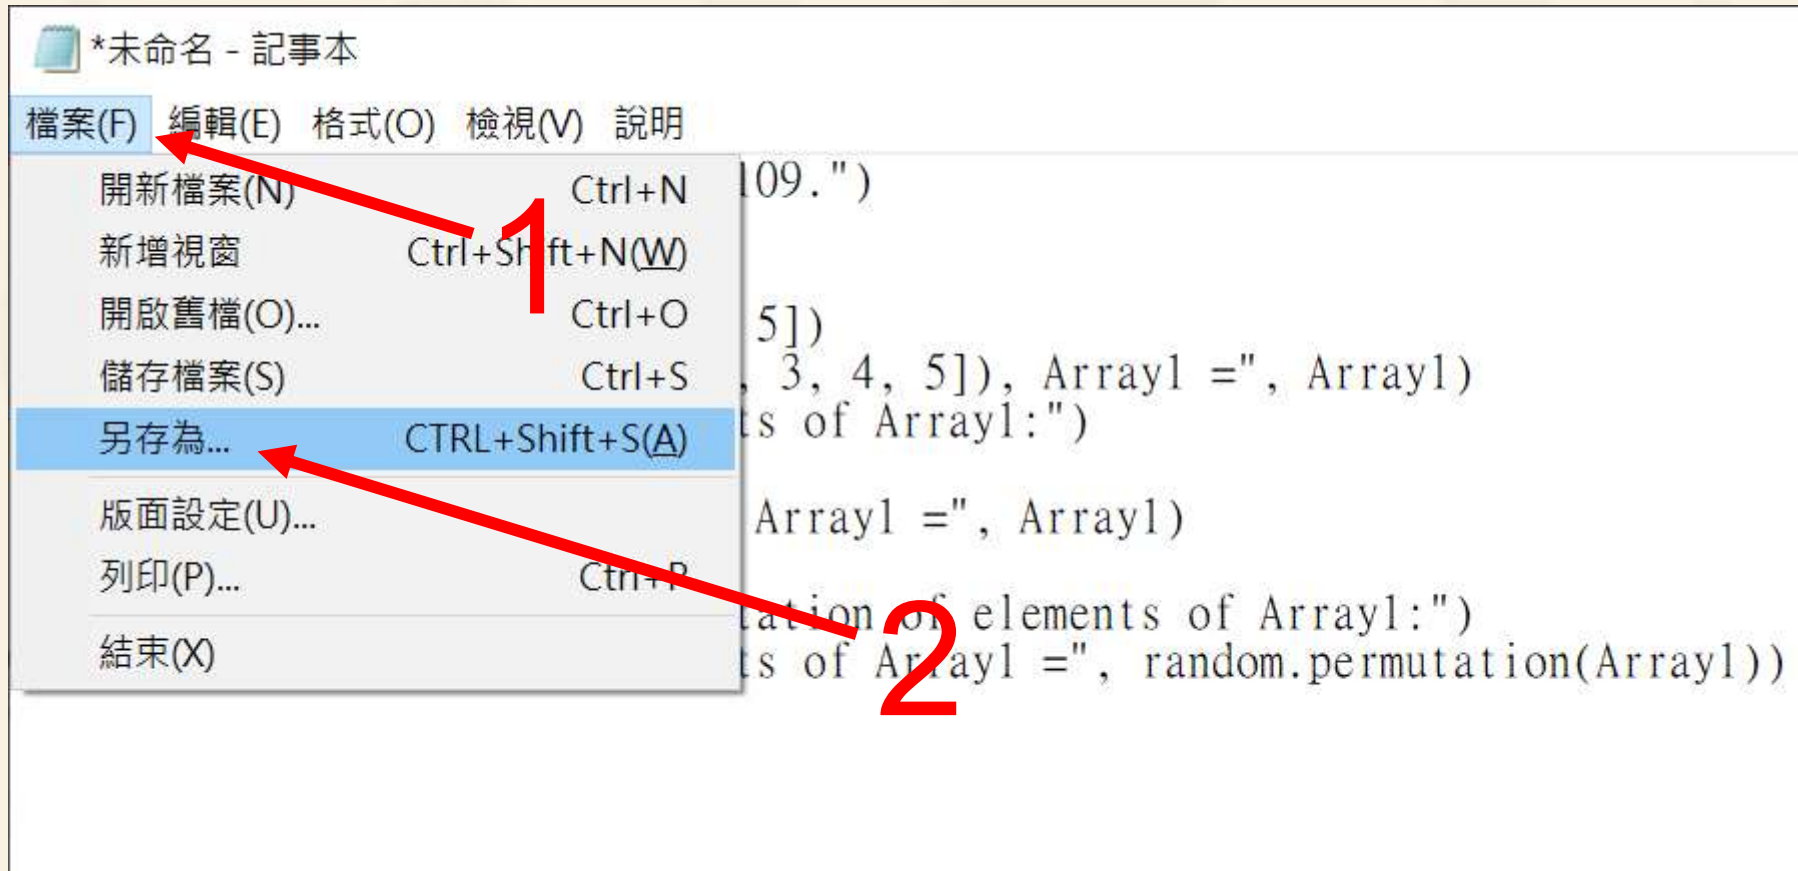 *未命名 - 記事本
檔案(F) 編輯(E) 格式(O) 檢視(V) 說明
開新檔案(N) Ctrl+N
新增視窗 Ctrl+Shift+N(W)
開啟舊檔(O)... Ctrl+O
儲存檔案(S) Ctrl+S
另存為... CTRL+Shift+S(A)
版面設定(U)...
列印(P)... Ctrl+P
結束(X)
1
2
109.")
5])
, 3, 4, 5]), Array1 =", Array1)
ts of Array1:")
Array1 =", Array1)
tation of elements of Array1:")
ts of Array1 =", random.permutation(Array1))